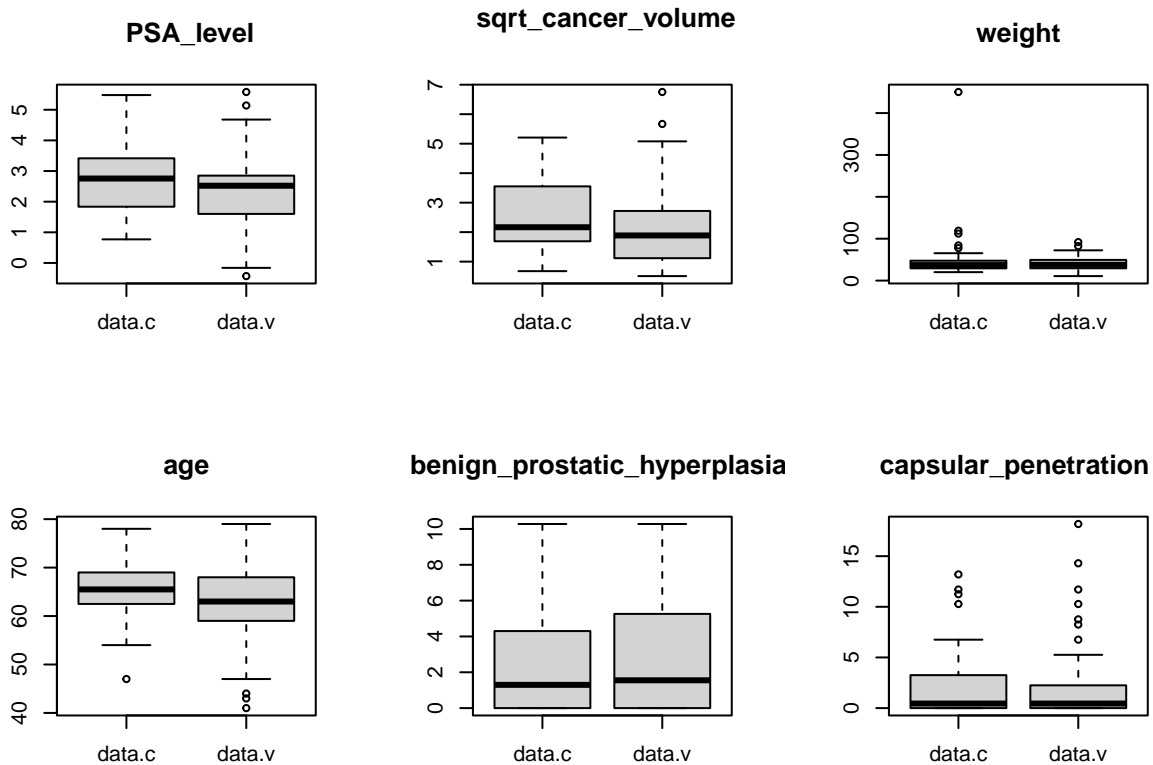 PSA_level
5
4
3
2
1
0
data.c data.v
sqrt_cancer_volume
7
5
3
1
data.c data.v
weight
300
100
0
data.c data.v
age
80
70
60
50
40
data.c data.v
benign_prostatic_hyperplasia
10
8
6
4
2
0
data.c data.v
capsular_penetration
15
10
5
0
data.c data.v